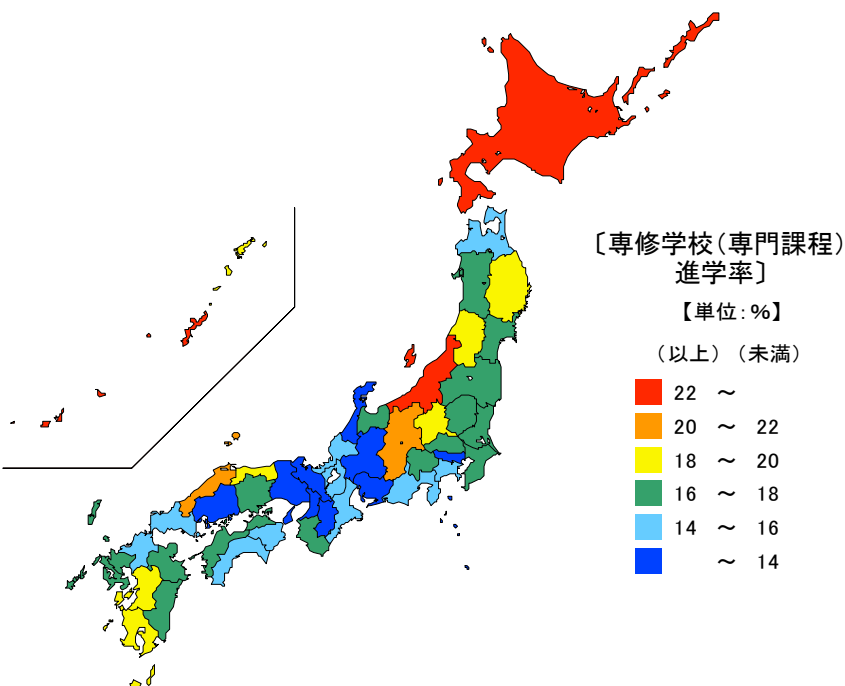 〔専修学校(専門課程)
進学率〕
【単位:%】
(以上)(未満)
22 ～
20 ～ 22
18 ～ 20
16 ～ 18
14 ～ 16
～ 14